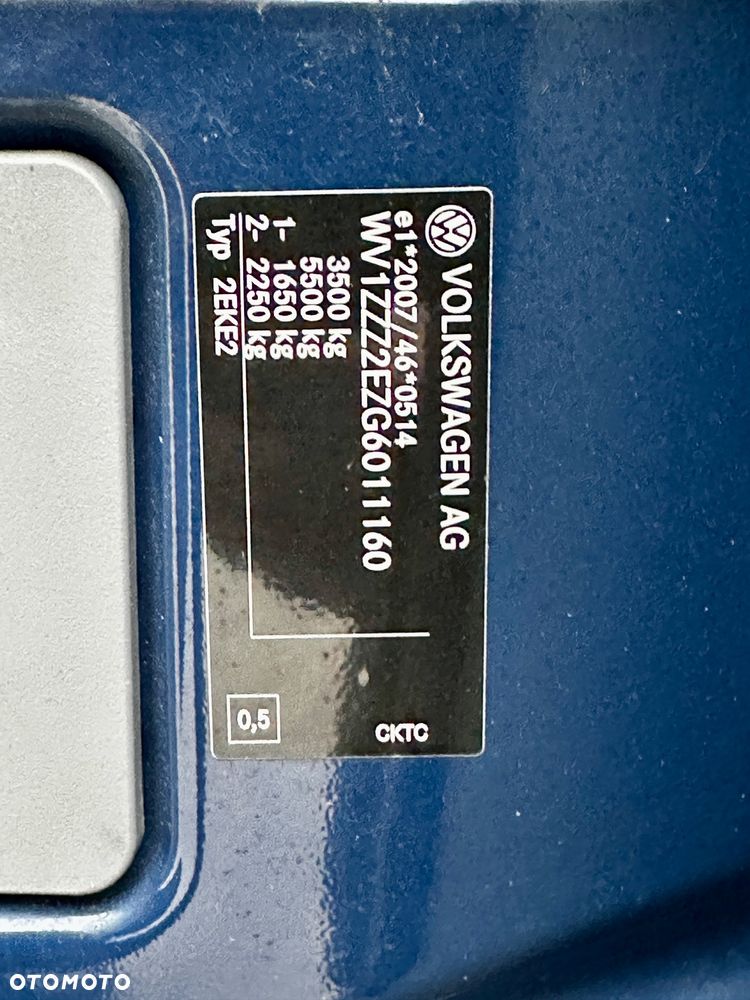 VOLKSWAGEN AG
e1*2007/46*0514
WV1ZZZ2EZG6011160
3500 kg
5500 kg
1- 1650 kg
2- 2250 kg
Typ 2EKE2
0,5
CKTC
OTOMOTO